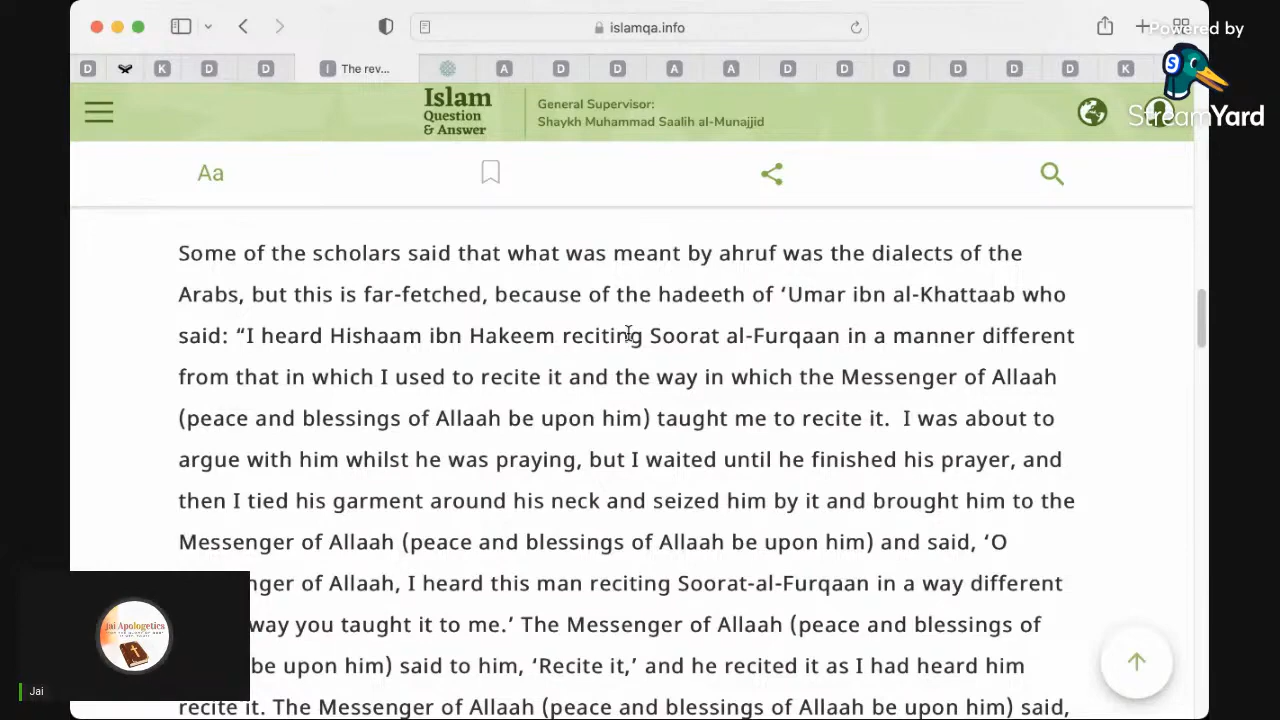 Powered by
islamqa.info
D K D D I The rev... A D D A A D D D D D D K
StreamYard
Islam
Question
& Answer
General Supervisor:
Shaykh Muhammad Saalih al-Munajjid
Aa
Some of the scholars said that what was meant by ahruf was the dialects of the
Arabs, but this is far-fetched, because of the hadeeth of ‘Umar ibn al-Khattaab who
said: “I heard Hishaam ibn Hakeem reciting Soorat al-Furqaan in a manner different
from that in which I used to recite it and the way in which the Messenger of Allaah
(peace and blessings of Allaah be upon him) taught me to recite it.  I was about to
argue with him whilst he was praying, but I waited until he finished his prayer, and
then I tied his garment around his neck and seized him by it and brought him to the
Messenger of Allaah (peace and blessings of Allaah be upon him) and said, ‘O
nger of Allaah, I heard this man reciting Soorat-al-Furqaan in a way different
way you taught it to me.’ The Messenger of Allaah (peace and blessings of
be upon him) said to him, ‘Recite it,’ and he recited it as I had heard him
recite it. The Messenger of Allaah (peace and blessings of Allaah be upon him) said,
Jai Apologetics
Jai